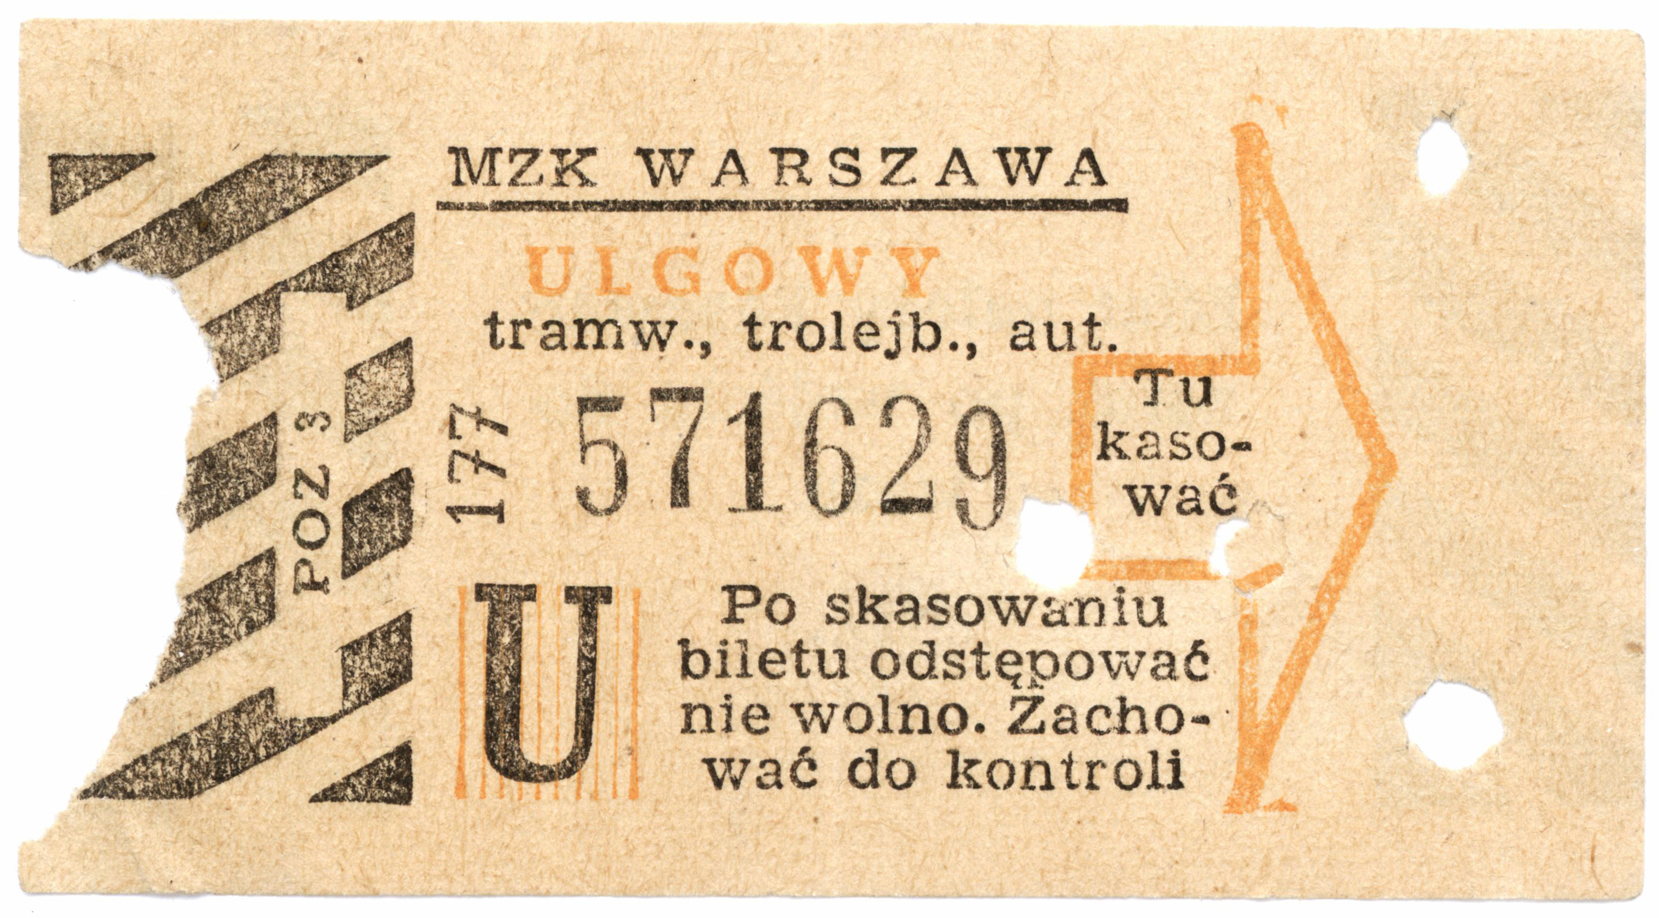 MZK WARSZAWA
ULGOWY
tramw., trolejb., aut.
POZ 3
177
571629
Tu
kaso-
wać
U
Po skasowaniu
biletu odstępować
nie wolno. Zacho-
wać do kontroli